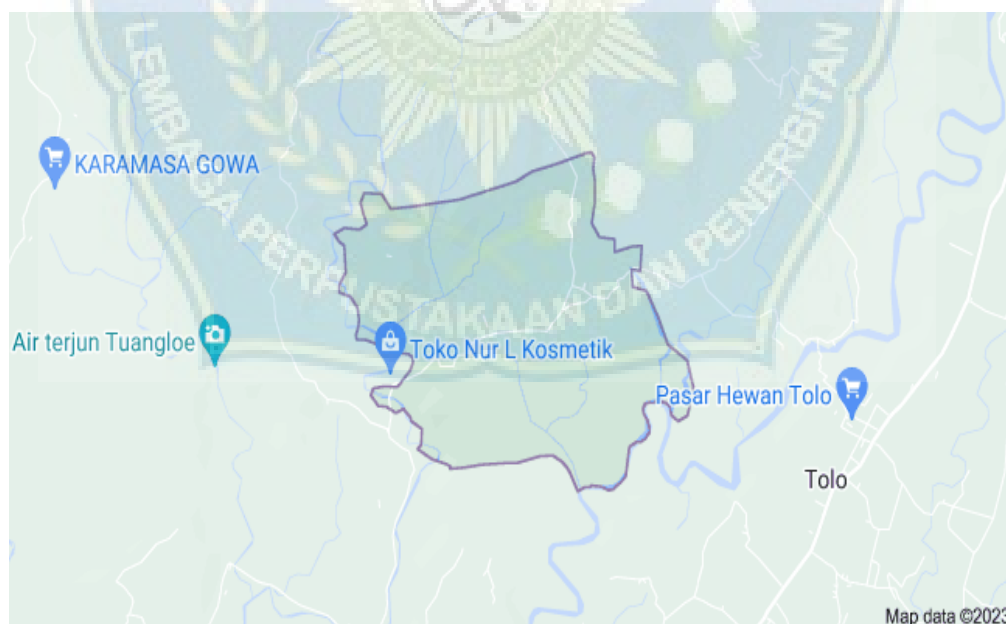 LEMBAGA PERPUSTAKAAN DAN PENERBITAN
KARAMASA GOWA
Air terjun Tuangloe
Toko Nur L Kosmetik
Pasar Hewan Tolo
Tolo
Map data ©2023